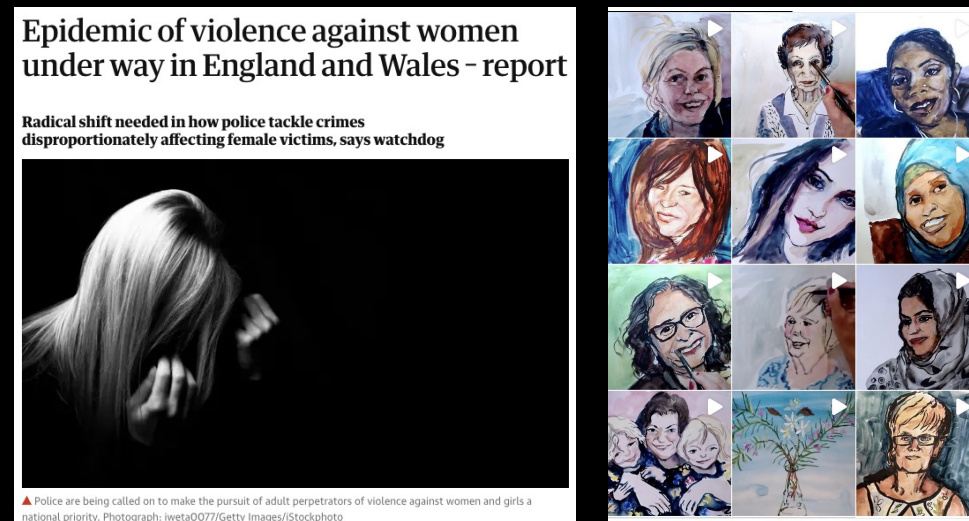 Epidemic of violence against women
under way in England and Wales – report
Radical shift needed in how police tackle crimes
disproportionately affecting female victims, says watchdog
Police are being called on to make the pursuit of adult perpetrators of violence against women and girls a
national priority. Photograph: iweta0077/Getty Images/iStockphoto